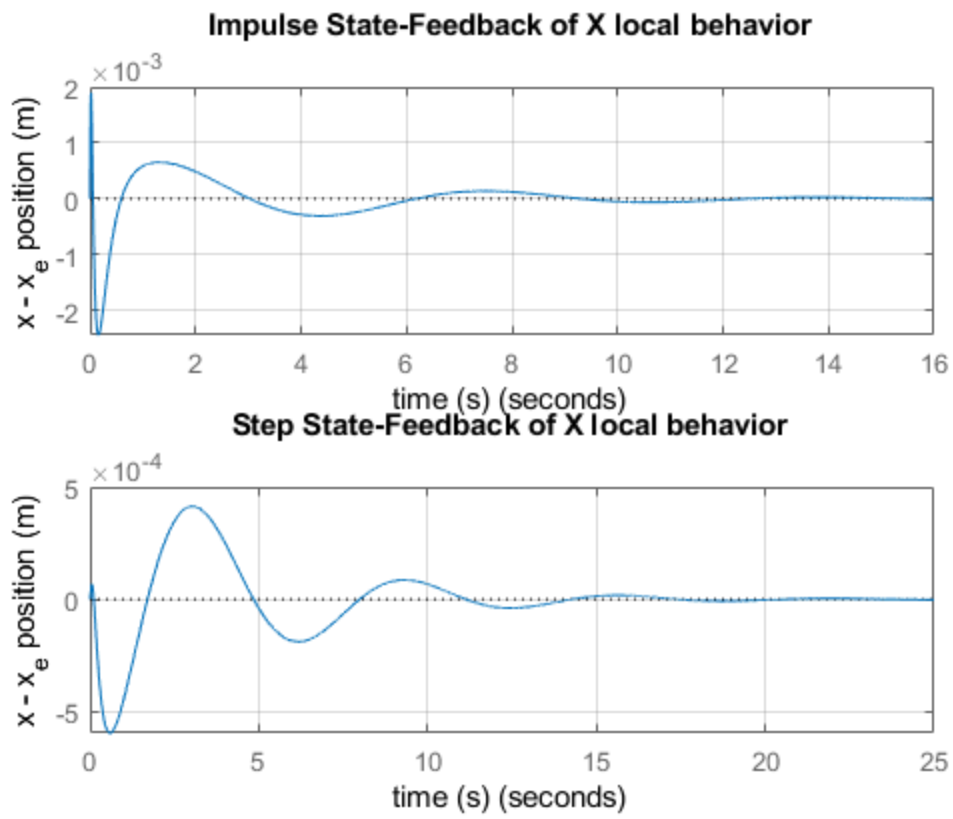 Impulse State-Feedback of X local behavior
×10⁻³
2
1
0
-1
-2
x - xₑ position (m)
0 2 4 6 8 10 12 14 16
time (s) (seconds)
Step State-Feedback of X local behavior
×10⁻⁴
5
0
-5
x - xₑ position (m)
0 5 10 15 20 25
time (s) (seconds)